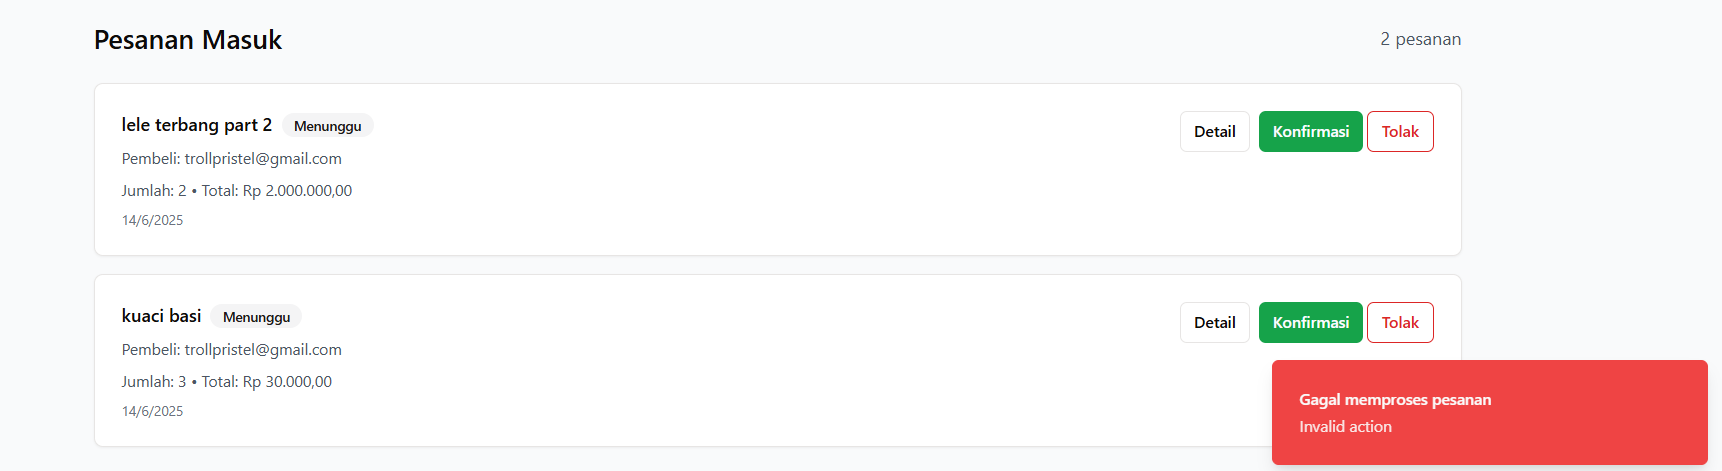 Pesanan Masuk
2 pesanan
lele terbang part 2 Menunggu
Detail Konfirmasi Tolak
Pembeli: trollpristel@gmail.com
Jumlah: 2 • Total: Rp 2.000.000,00
14/6/2025
kuaci basi Menunggu
Detail Konfirmasi Tolak
Pembeli: trollpristel@gmail.com
Jumlah: 3 • Total: Rp 30.000,00
14/6/2025
Gagal memproses pesanan
Invalid action